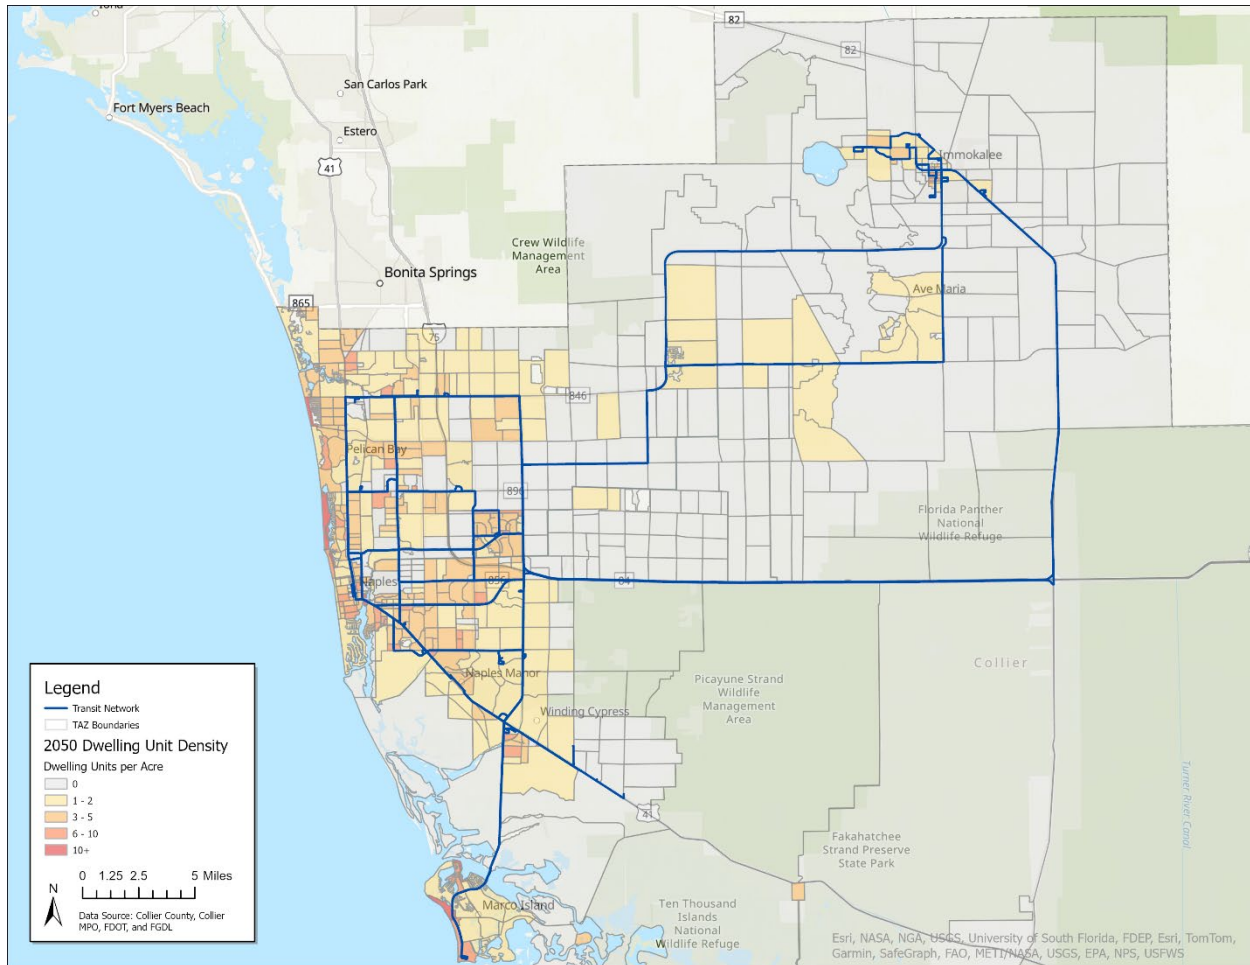 Iona
82
82
San Carlos Park
Fort Myers Beach
Estero
41
Immokalee
Crew Wildlife
Management
Area
Bonita Springs
Ave Maria
865
75
846
Pelican Bay
896
Florida Panther
National
Wildlife Refuge
Naples
856
84
Collier
Naples Manor
Picayune Strand
Wildlife
Management
Area
Winding Cypress
Turner River Canal
41
Fakahatchee
Strand Preserve
State Park
Marco Island
Ten Thousand
Islands
National
Wildlife Refuge
Legend
Transit Network
TAZ Boundaries
2050 Dwelling Unit Density
Dwelling Units per Acre
0
1 - 2
3 - 5
6 - 10
10+
0 1.25 2.5 5 Miles
N
Data Source: Collier County, Collier
MPO, FDOT, and FGDL
Esri, NASA, NGA, USGS, University of South Florida, FDEP, Esri, TomTom,
Garmin, SafeGraph, FAO, METI/NASA, USGS, EPA, NPS, USFWS